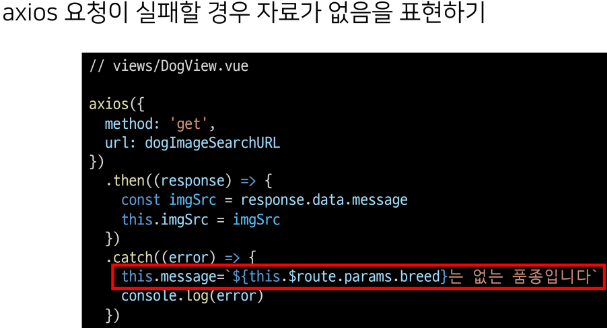 axios 요청이 실패할 경우 자료가 없음을 표현하기
// views/DogView.vue
axios({
  method: 'get',
  url: dogImageSearchURL
})
  .then((response) => {
    const imgSrc = response.data.message
    this.imgSrc = imgSrc
  })
  .catch((error) => {
    this.message=`${this.$route.params.breed}는 없는 품종입니다`
    console.log(error)
  })